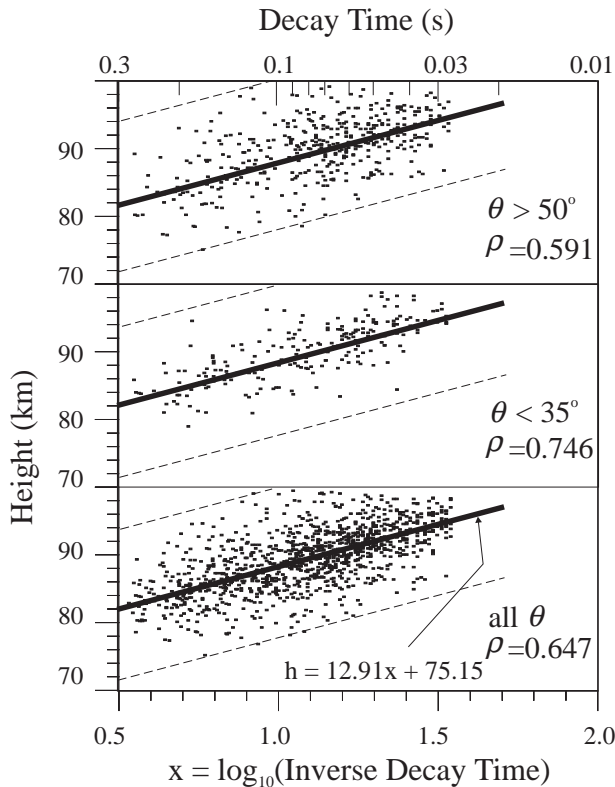 Decay Time (s)
0.3 0.1 0.03 0.01
90
80
70
θ > 50°
ρ =0.591
90
80
70
θ < 35°
ρ =0.746
90
80
70
all θ
ρ =0.647
h = 12.91x + 75.15
Height (km)
0.5 1.0 1.5 2.0
x = log₁₀(Inverse Decay Time)